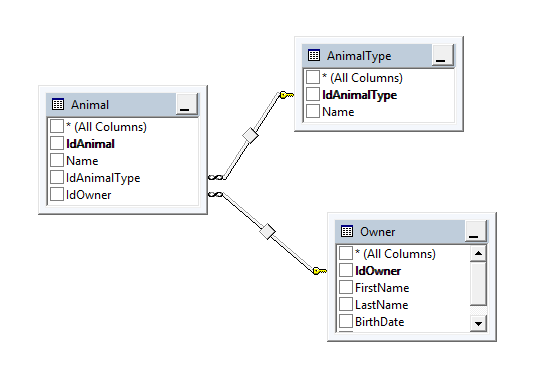 AnimalType
* (All Columns)
IdAnimalType
Name
Animal
* (All Columns)
IdAnimal
Name
IdAnimalType
IdOwner
Owner
* (All Columns)
IdOwner
FirstName
LastName
BirthDate